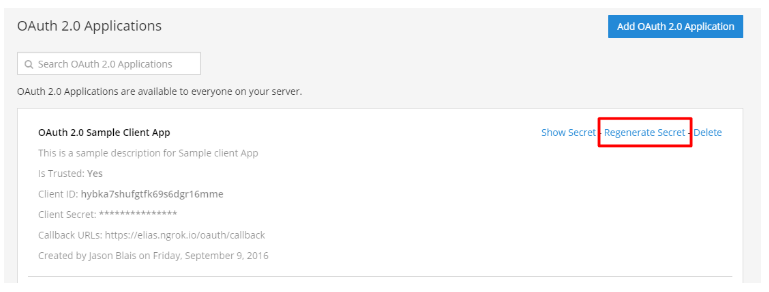 OAuth 2.0 Applications
Add OAuth 2.0 Application
Search OAuth 2.0 Applications
OAuth 2.0 Applications are available to everyone on your server.
OAuth 2.0 Sample Client App
Show Secret - Regenerate Secret - Delete
This is a sample description for Sample client App
Is Trusted: Yes
Client ID: hybka7shufgtfk69s6dgr16mme
Client Secret: ***************
Callback URLs: https://elias.ngrok.io/oauth/callback
Created by Jason Blais on Friday, September 9, 2016